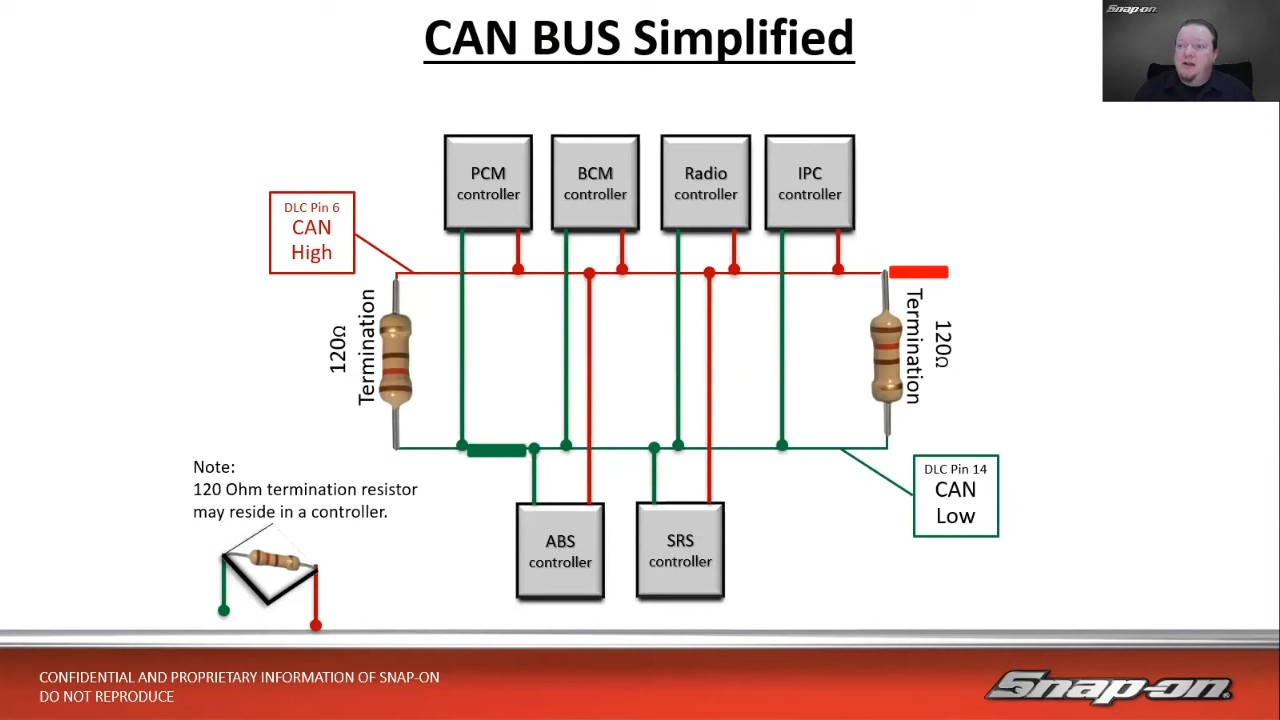 CAN BUS Simplified
Snap-on
PCM
controller
BCM
controller
Radio
controller
IPC
controller
DLC Pin 6
CAN
High
120Ω
Termination
Termination
120Ω
Note:
120 Ohm termination resistor
may reside in a controller.
DLC Pin 14
CAN
Low
ABS
controller
SRS
controller
CONFIDENTIAL AND PROPRIETARY INFORMATION OF SNAP-ON
DO NOT REPRODUCE
Snap-on®